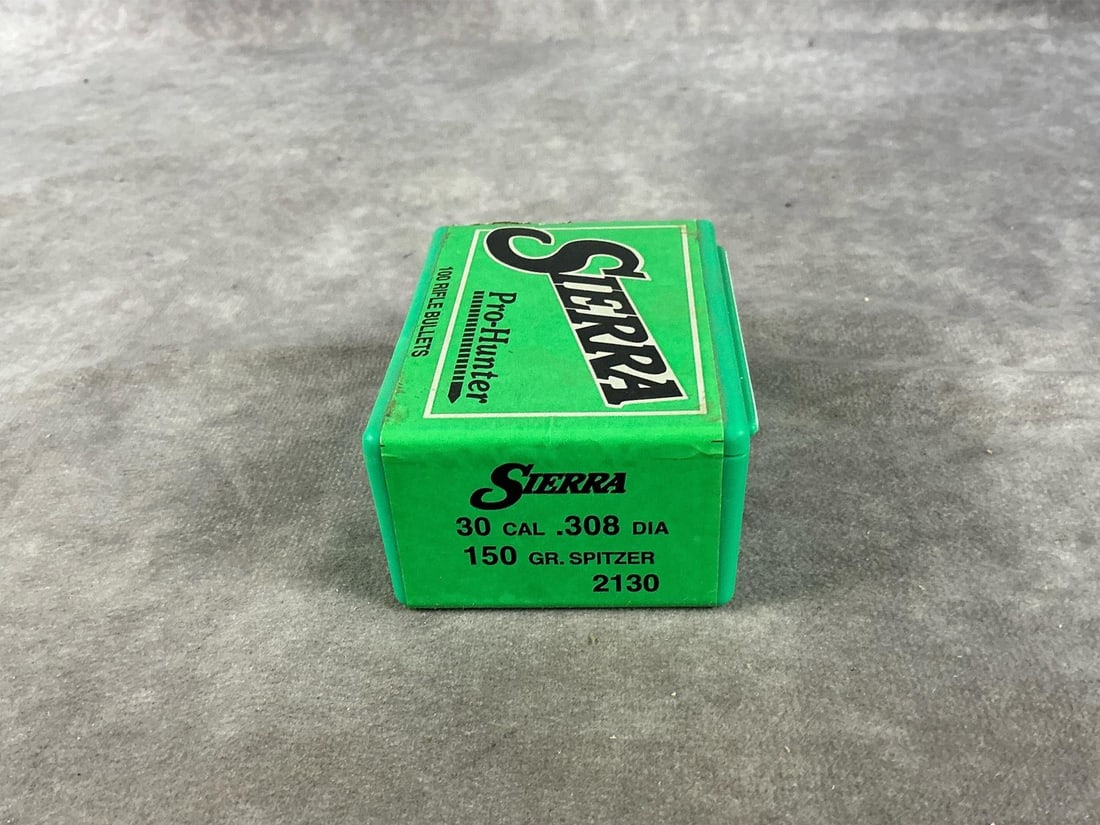 SIERRA
Pro-Hunter
100 RIFLE BULLETS
SIERRA
30 CAL .308 DIA
150 GR. SPITZER
2130